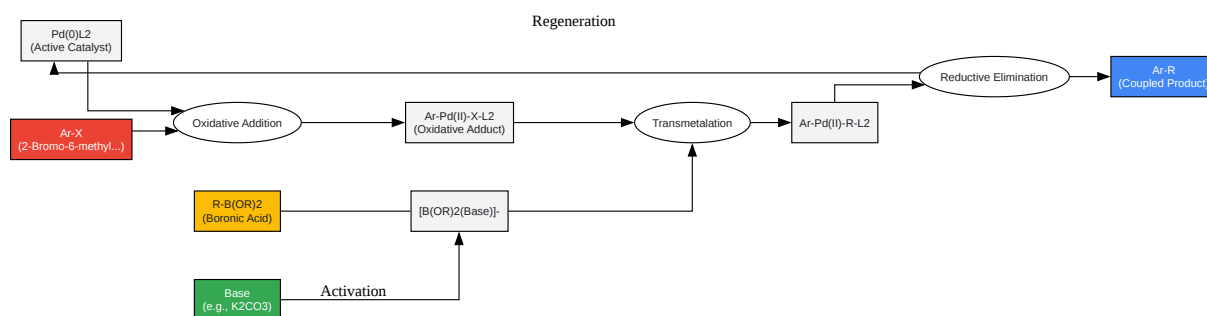 Regeneration
Pd(0)L2
(Active Catalyst)
Reductive Elimination
Ar-R
(Coupled Product)
Ar-X
(2-Bromo-6-methyl...)
Oxidative Addition
Ar-Pd(II)-X-L2
(Oxidative Adduct)
Transmetalation
Ar-Pd(II)-R-L2
R-B(OR)2
(Boronic Acid)
[B(OR)2(Base)]-
Base
(e.g., K2CO3)
Activation